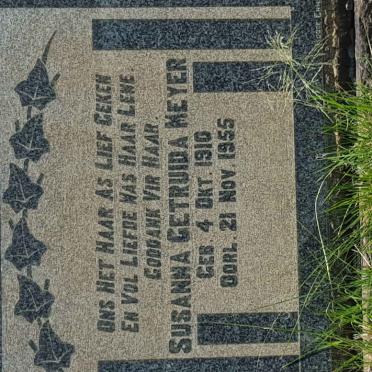 ONS HET HAAR AS LIEF GEKEN
EN VOL LIEFDE WAS HAAR LEWE.
GODDANK VIR HAAR.
SUSANNA GETRUIDA MEYER
GEB. 4 OKT. 1910
OORL. 21 NOV 1955